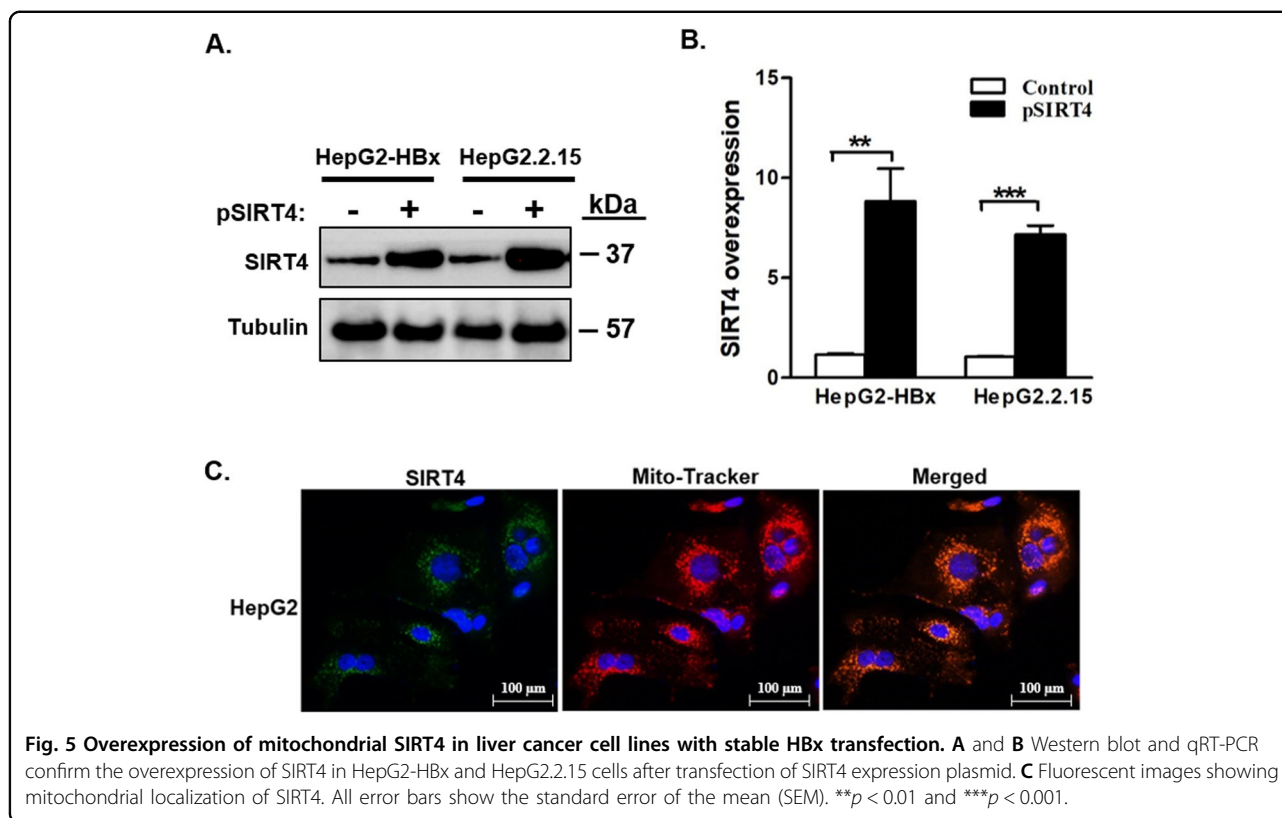 A.
HepG2-HBx HepG2.2.15
pSIRT4: - + - + kDa
SIRT4 – 37
Tubulin – 57
B.
SIRT4 overexpression
15
10
5
0
Control
pSIRT4
**
***
HepG2-HBx HepG2.2.15
C.
SIRT4 Mito-Tracker Merged
HepG2
100 µm 100 µm 100 µm
Fig. 5 Overexpression of mitochondrial SIRT4 in liver cancer cell lines with stable HBx transfection. A and B Western blot and qRT-PCR
confirm the overexpression of SIRT4 in HepG2-HBx and HepG2.2.15 cells after transfection of SIRT4 expression plasmid. C Fluorescent images showing
mitochondrial localization of SIRT4. All error bars show the standard error of the mean (SEM). **p < 0.01 and ***p < 0.001.